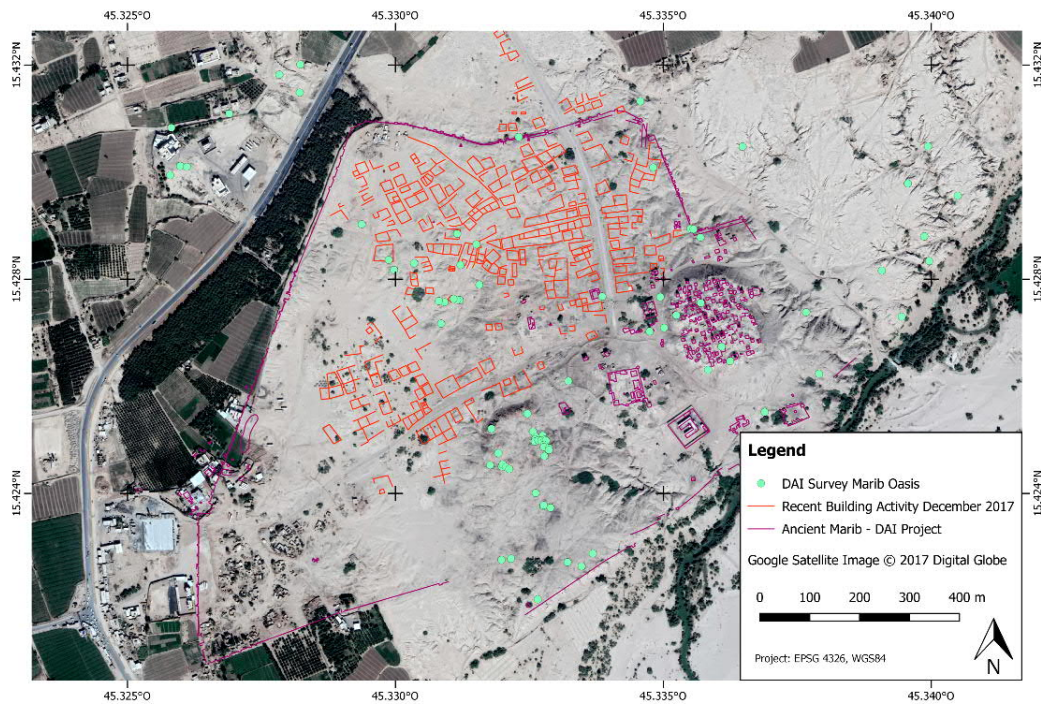 45.325°O 45.330°O 45.335°O 45.340°O
15.432°N 15.432°N
15.428°N 15.428°N
15.424°N 15.424°N
Legend
DAI Survey Marib Oasis
Recent Building Activity December 2017
Ancient Marib - DAI Project
Google Satellite Image © 2017 Digital Globe
0 100 200 300 400 m
Project: EPSG 4326, WGS84
N
45.325°O 45.330°O 45.335°O 45.340°O